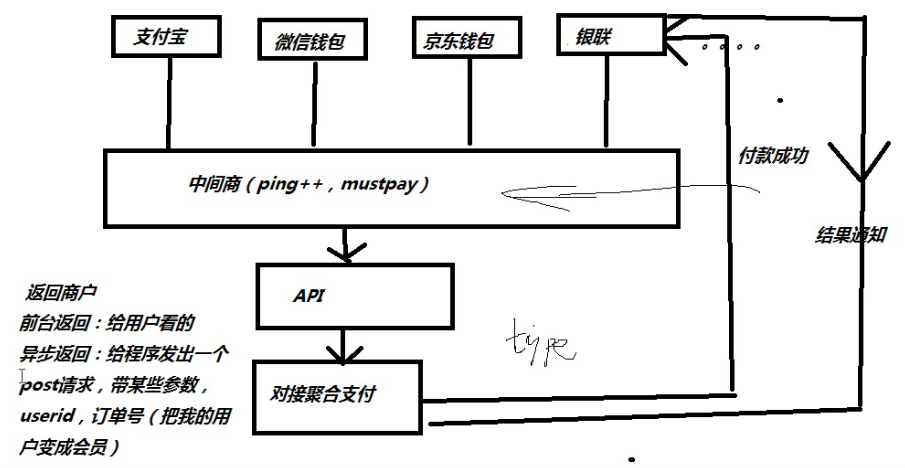 支付宝
微信钱包
京东钱包
银联
付款成功
中间商（ping++，mustpay）
结果通知
API
返回商户
前台返回：给用户看的
异步返回：给程序发出一个
post请求，带某些参数，
userid，订单号（把我的用
户变成会员）
type
对接聚合支付